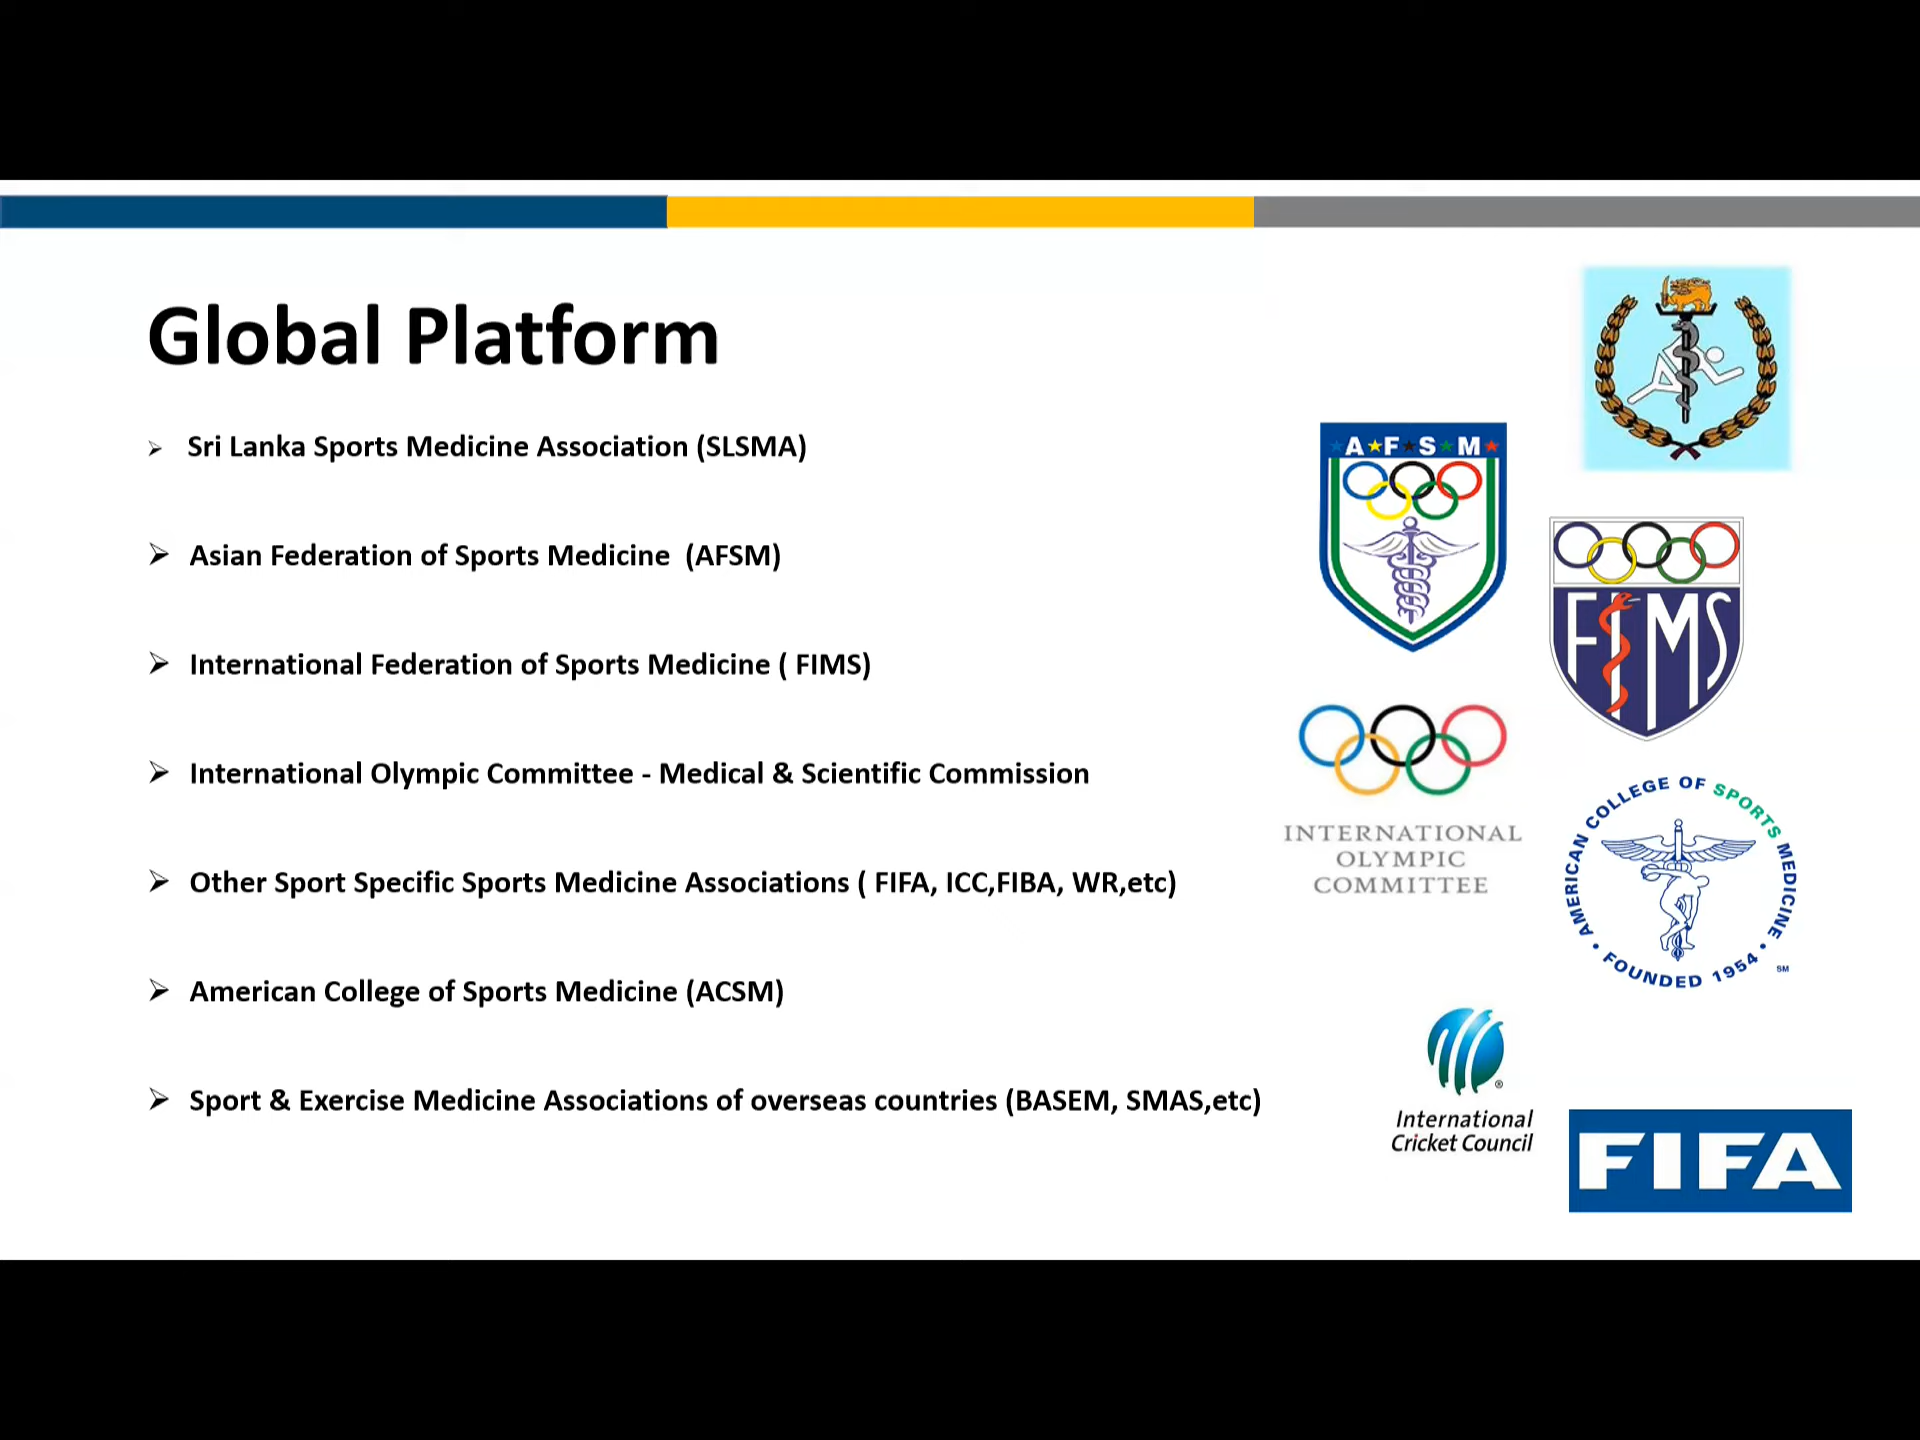 Global Platform
Sri Lanka Sports Medicine Association (SLSMA)
Asian Federation of Sports Medicine  (AFSM)
International Federation of Sports Medicine ( FIMS)
International Olympic Committee - Medical & Scientific Commission
Other Sport Specific Sports Medicine Associations ( FIFA, ICC,FIBA, WR,etc)
American College of Sports Medicine (ACSM)
Sport & Exercise Medicine Associations of overseas countries (BASEM, SMAS,etc)
A F S M
FIMS
INTERNATIONAL
OLYMPIC
COMMITTEE
AMERICAN COLLEGE OF SPORTS MEDICINE
• FOUNDED 1954 •
SM
®
International
Cricket Council
FIFA